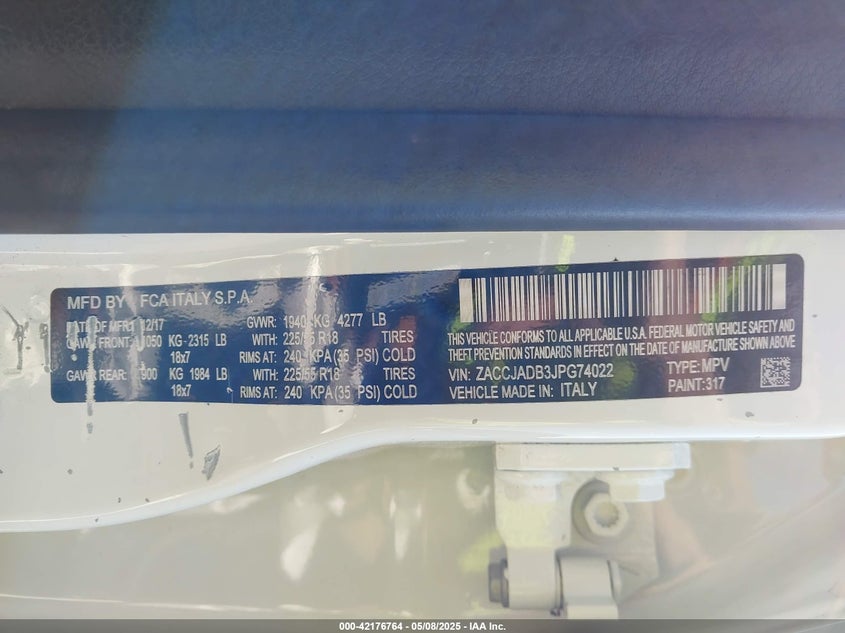 MFD BY FCA ITALY S.P.A.
DATE OF MFR: 12/17 GVWR: 1940 KG 4277 LB
GAWR FRONT: 1050 KG-2315 LB WITH: 225/55 R18 TIRES
18x7 RIMS AT: 240 KPA(35 PSI) COLD
GAWR REAR: 900 KG 1984 LB WITH: 225/55 R18 TIRES
18x7 RIMS AT: 240 KPA(35 PSI) COLD
THIS VEHICLE CONFORMS TO ALL APPLICABLE U.S.A. FEDERAL MOTOR VEHICLE SAFETY AND
THEFT PREVENTION STANDARDS IN EFFECT ON THE DATE OF MANUFACTURE SHOWN ABOVE.
VIN: ZACCJADB3JPG74022 TYPE: MPV
VEHICLE MADE IN: ITALY PAINT: 317
000-42176764 - 05/08/2025 - IAA Inc.